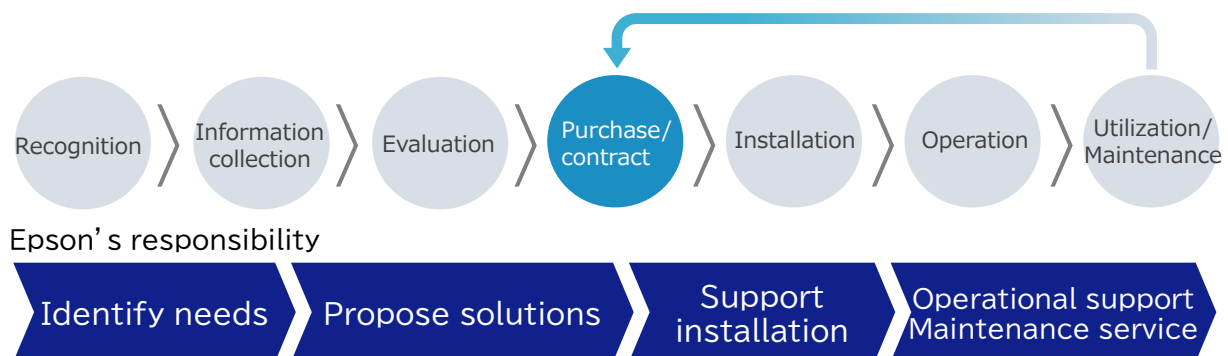 Recognition
Information
collection
Evaluation
Purchase/
contract
Installation
Operation
Utilization/
Maintenance
Epson’s responsibility
Identify needs
Propose solutions
Support
installation
Operational support
Maintenance service